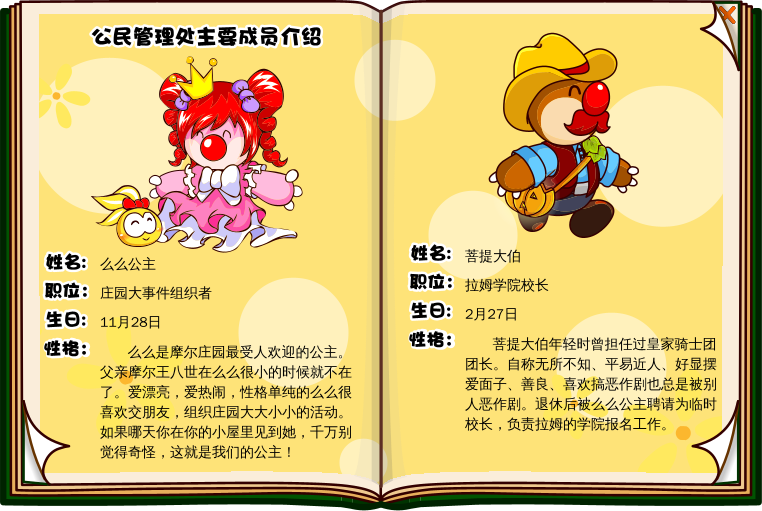 公民管理处主要成员介绍
姓名： 么么公主
职位： 庄园大事件组织者
生日： 11月28日
性格：
么么是摩尔庄园最受人欢迎的公主。
父亲摩尔王八世在么么很小的时候就不在
了。爱漂亮，爱热闹，性格单纯的么么很
喜欢交朋友，组织庄园大大小小的活动。
如果哪天你在你的小屋里见到她，千万别
觉得奇怪，这就是我们的公主！
姓名： 菩提大伯
职位： 拉姆学院校长
生日： 2月27日
性格：
菩提大伯年轻时曾担任过皇家骑士团
团长。自称无所不知、平易近人、好显摆
爱面子、善良、喜欢搞恶作剧也总是被别
人恶作剧。退休后被么么公主聘请为临时
校长，负责拉姆的学院报名工作。